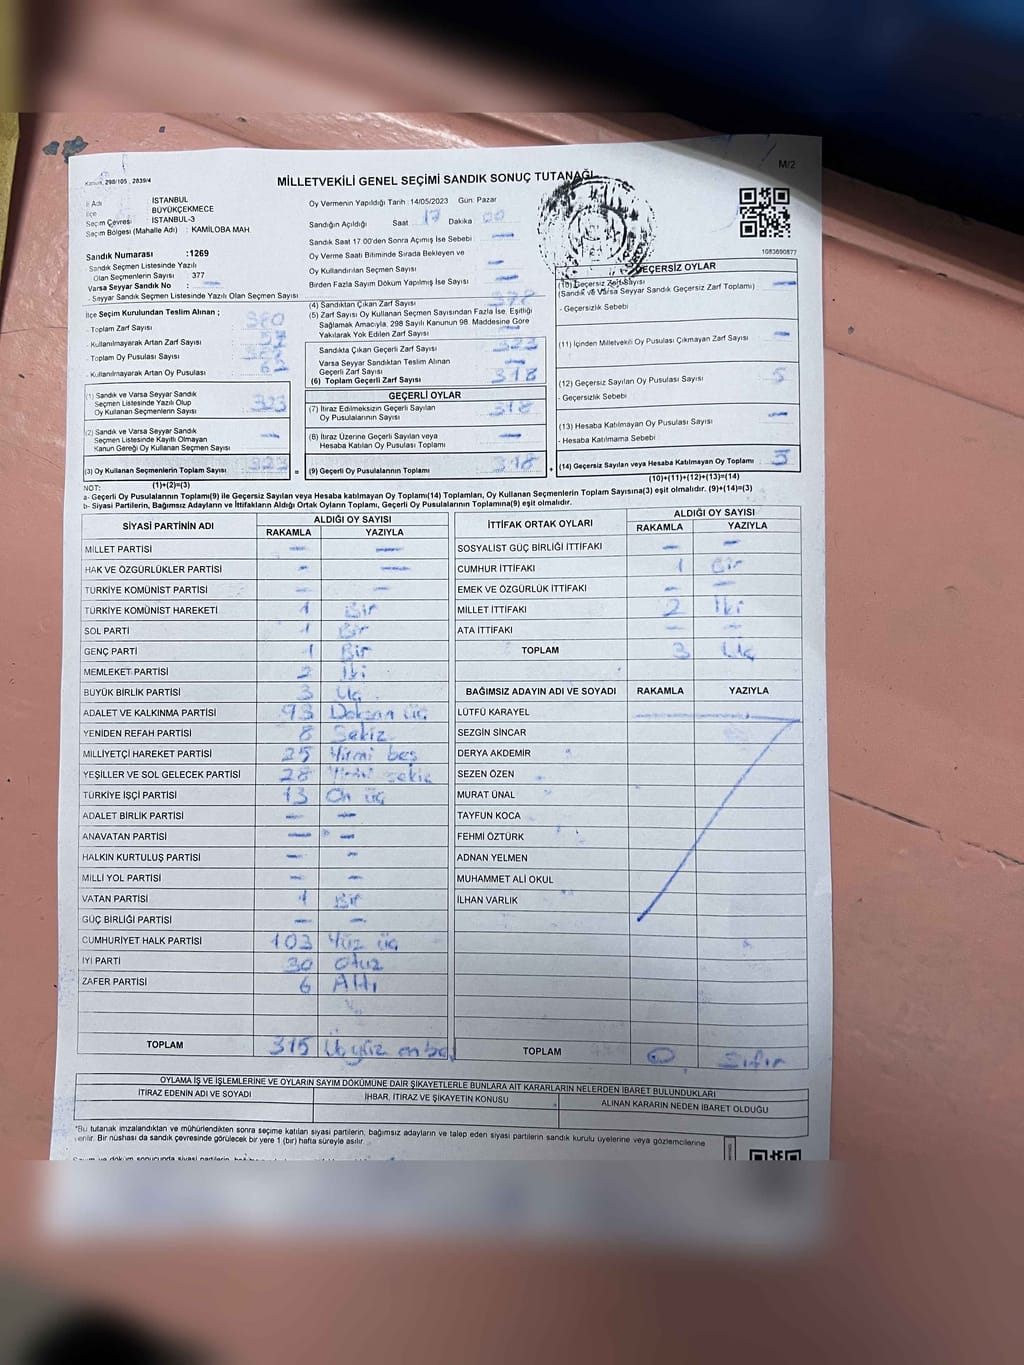 M/2
Kanun, 298/105 , 2839/4
MİLLETVEKİLİ GENEL SEÇİMİ SANDIK SONUÇ TUTANAĞI
İl Adı İSTANBUL
İlçe BÜYÜKÇEKMECE
Seçim Çevresi İSTANBUL-3
Seçim Bölgesi (Mahalle Adı) : KAMİLOBA MAH.
Sandık Numarası :1269
- Sandık Seçmen Listesinde Yazılı
Olan Seçmenlerin Sayısı : 377
Varsa Seyyar Sandık No : —
- Seyyar Sandık Seçmen Listesinde Yazılı Olan Seçmen Sayısı
Oy Vermenin Yapıldığı Tarih :14/05/2023 Gün: Pazar
Sandığın Açıldığı Saat 17 Dakika 00
Sandık Saat 17:00'den Sonra Açılmış İse Sebebi —
Oy Verme Saati Bitiminde Sırada Bekleyen ve
Oy Kullandırılan Seçmen Sayısı —
Birden Fazla Sayım Döküm Yapılmış İse Sayısı —
1083690877
İlçe Seçim Kurulundan Teslim Alınan ;
- Toplam Zarf Sayısı 380
- Kullanılmayarak Artan Zarf Sayısı 57
- Toplam Oy Pusulası Sayısı
- Kullanılmayarak Artan Oy Pusulası
(1) Sandık ve Varsa Seyyar Sandık
Seçmen Listesinde Yazılı Olup
Oy Kullanan Seçmenlerin Sayısı 323
(2) Sandık ve Varsa Seyyar Sandık
Seçmen Listesinde Kayıtlı Olmayan
Kanun Gereği Oy Kullanan Seçmen Sayısı —
(3) Oy Kullanan Seçmenlerin Toplam Sayısı 323
(1)+(2)=(3)
(4) Sandıktan Çıkan Zarf Sayısı
(5) Zarf Sayısı Oy Kullanan Seçmen Sayısından Fazla İse, Eşitliği
Sağlamak Amacıyla, 298 Sayılı Kanunun 98. Maddesine Göre
Yakılarak Yok Edilen Zarf Sayısı —
Sandıkta Çıkan Geçerli Zarf Sayısı 323
Varsa Seyyar Sandıktan Teslim Alınan
Geçerli Zarf Sayısı —
(6) Toplam Geçerli Zarf Sayısı 318
GEÇERLİ OYLAR
(7) İtiraz Edilmeksizin Geçerli Sayılan
Oy Pusulalarının Sayısı 318
(8) İtiraz Üzerine Geçerli Sayılan veya
Hesaba Katılan Oy Pusulası Toplamı —
= (9) Geçerli Oy Pusulalarının Toplamı 318 +
GEÇERSİZ OYLAR
(10) Geçersiz Zarf Sayısı
(Sandık ve Varsa Seyyar Sandık Geçersiz Zarf Toplamı) —
- Geçersizlik Sebebi
(11) İçinden Milletvekili Oy Pusulası Çıkmayan Zarf Sayısı —
(12) Geçersiz Sayılan Oy Pusulası Sayısı 5
- Geçersizlik Sebebi
(13) Hesaba Katılmayan Oy Pusulası Sayısı —
- Hesaba Katılmama Sebebi
(14) Geçersiz Sayılan veya Hesaba Katılmayan Oy Toplamı 5
(10)+(11)+(12)+(13)=(14)
NOT:
a- Geçerli Oy Pusulalarının Toplamı(9) ile Geçersiz Sayılan veya Hesaba katılmayan Oy Toplamı(14) Toplamları, Oy Kullanan Seçmenlerin Toplam Sayısına(3) eşit olmalıdır. (9)+(14)=(3)
b- Siyasi Partilerin, Bağımsız Adayların ve İttifakların Aldığı Ortak Oyların Toplamı, Geçerli Oy Pusulalarının Toplamına(9) eşit olmalıdır.
SİYASİ PARTİNİN ADI ALDIĞI OY SAYISI
RAKAMLA YAZIYLA
MİLLET PARTİSİ — —
HAK VE ÖZGÜRLÜKLER PARTİSİ — —
TÜRKİYE KOMÜNİST PARTİSİ — —
TÜRKİYE KOMÜNİST HAREKETİ 1 Bir
SOL PARTİ 1 Bir
GENÇ PARTİ 1 Bir
MEMLEKET PARTİSİ 2 İki
BÜYÜK BİRLİK PARTİSİ 3 Üç
ADALET VE KALKINMA PARTİSİ 93 Doksan üç
YENİDEN REFAH PARTİSİ 8 Sekiz
MİLLİYETÇİ HAREKET PARTİSİ 25 Yirmi beş
YEŞİLLER VE SOL GELECEK PARTİSİ 28 Yirmi sekiz
TÜRKİYE İŞÇİ PARTİSİ 13 On üç
ADALET BİRLİK PARTİSİ — —
ANAVATAN PARTİSİ — —
HALKIN KURTULUŞ PARTİSİ — —
MİLLİ YOL PARTİSİ — —
VATAN PARTİSİ 1 Bir
GÜÇ BİRLİĞİ PARTİSİ — —
CUMHURİYET HALK PARTİSİ 103 Yüz üç
İYİ PARTİ 30 Otuz
ZAFER PARTİSİ 6 Altı
TOPLAM 315 Üçyüz onbeş
İTTİFAK ORTAK OYLARI ALDIĞI OY SAYISI
RAKAMLA YAZIYLA
SOSYALİST GÜÇ BİRLİĞİ İTTİFAKI — —
CUMHUR İTTİFAKI 1 Bir
EMEK VE ÖZGÜRLÜK İTTİFAKI — —
MİLLET İTTİFAKI 2 İki
ATA İTTİFAKI — —
TOPLAM 3 Üç
BAĞIMSIZ ADAYIN ADI VE SOYADI RAKAMLA YAZIYLA
LÜTFÜ KARAYEL
SEZGİN SİNCAR
DERYA AKDEMİR
SEZEN ÖZEN
MURAT ÜNAL
TAYFUN KOCA
FEHMİ ÖZTÜRK
ADNAN YELMEN
MUHAMMET ALİ OKUL
İLHAN VARLIK
TOPLAM 0 Sıfır
OYLAMA İŞ VE İŞLEMLERİNE VE OYLARIN SAYIM DÖKÜMÜNE DAİR ŞİKAYETLERLE BUNLARA AİT KARARLARIN NELERDEN İBARET BULUNDUKLARI
İTİRAZ EDENİN ADI VE SOYADI İHBAR, İTİRAZ VE ŞİKAYETİN KONUSU ALINAN KARARIN NEDEN İBARET OLDUĞU
*Bu tutanak imzalandıktan ve mühürlendikten sonra seçime katılan siyasi partilerin, bağımsız adayların ve talep eden siyasi partilerin sandık kurulu üyelerine veya gözlemcilerine
verilir. Bir nüshası da sandık çevresinde görülecek bir yere 1 (bir) hafta süreyle asılır.